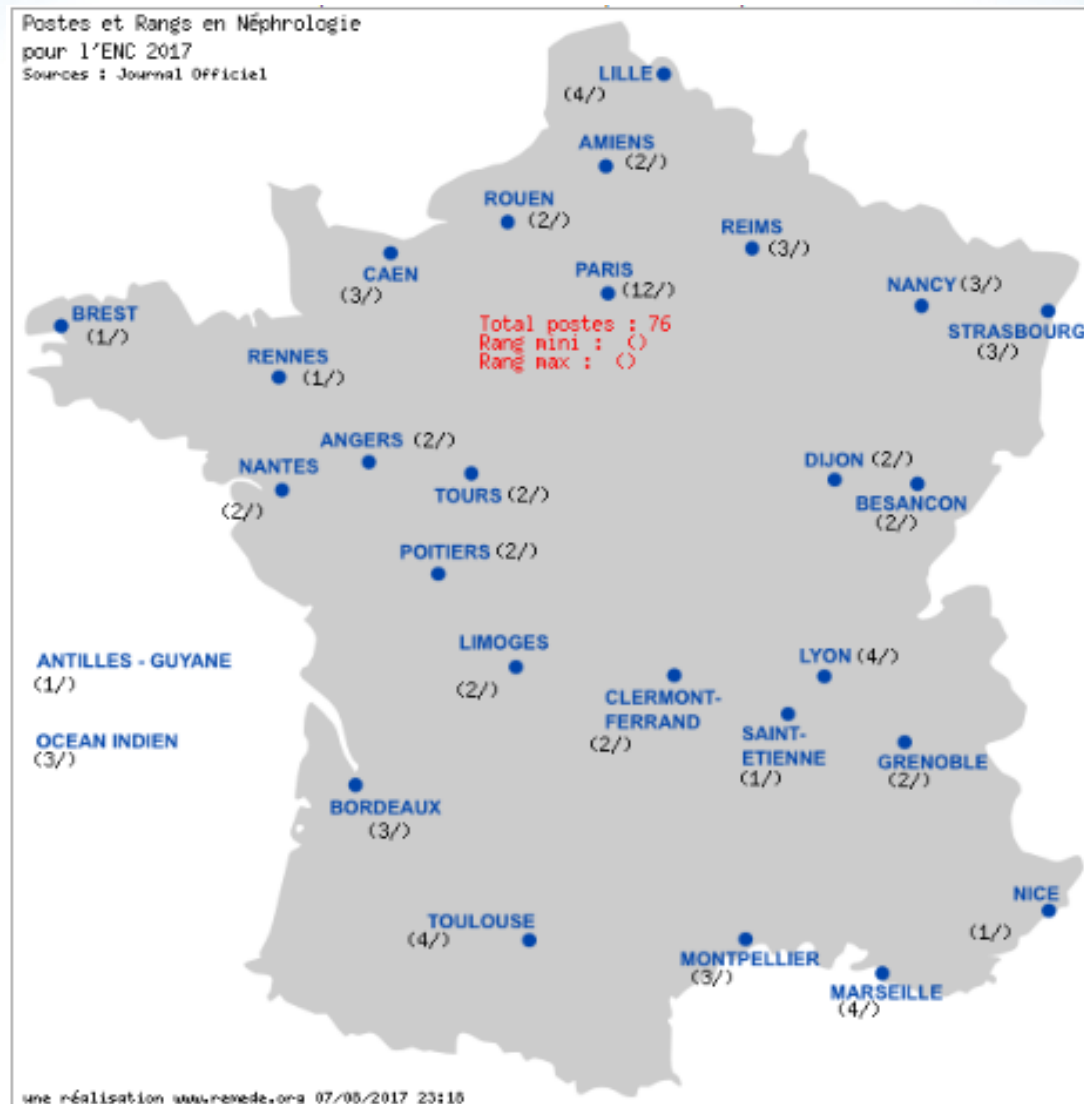 Postes et Rangs en Néphrologie
pour l'ENC 2017
Sources : Journal Officiel
LILLE
(4/)
AMIENS
(2/)
ROUEN
(2/)
REIMS
(3/)
CAEN
(3/)
PARIS
(12/)
NANCY (3/)
BREST
(1/)
STRASBOURG
(3/)
Total postes : 76
Rang mini : ()
Rang max : ()
RENNES
(1/)
ANGERS (2/)
NANTES
(2/)
TOURS (2/)
DIJON (2/)
BESANCON
(2/)
POITIERS (2/)
LIMOGES
(2/)
ANTILLES - GUYANE
(1/)
LYON (4/)
CLERMONT-
FERRAND
(2/)
SAINT-
ETIENNE
(1/)
OCEAN INDIEN
(3/)
GRENOBLE
(2/)
BORDEAUX
(3/)
NICE
(1/)
TOULOUSE
(4/)
MONTPELLIER
(3/)
MARSEILLE
(4/)
une réalisation www.remede.org 07/08/2017 23:18